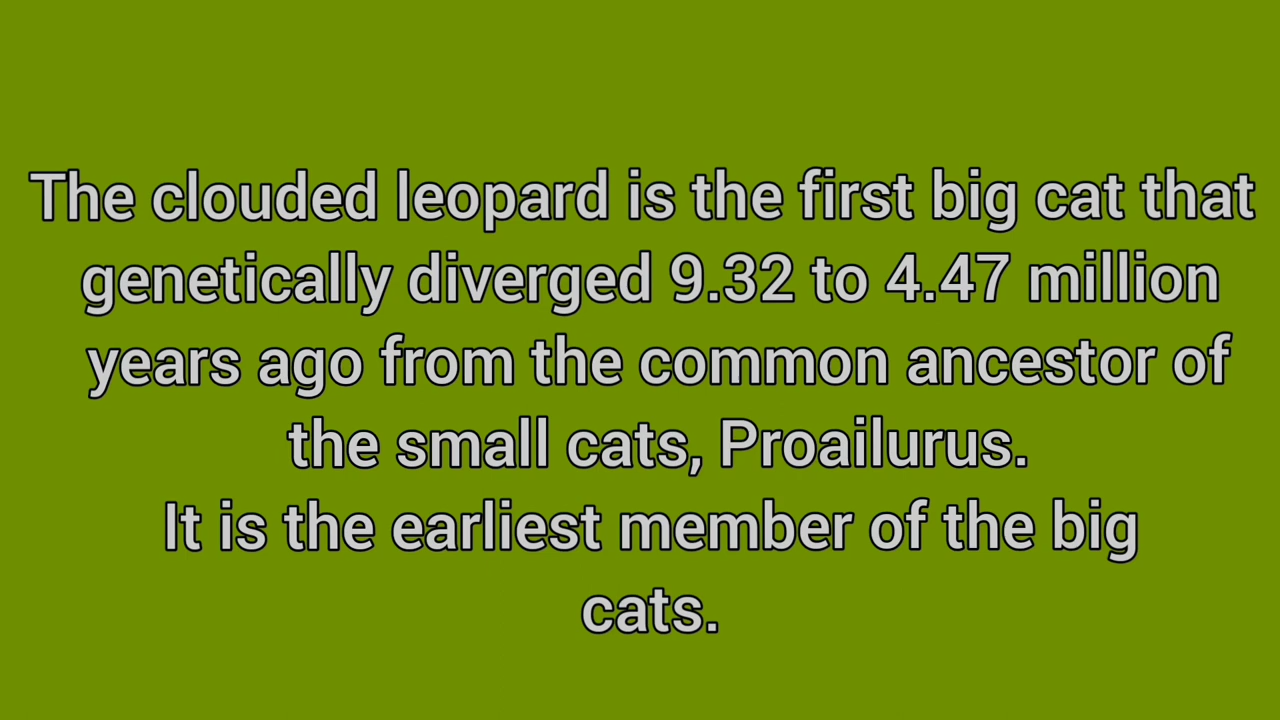 The clouded leopard is the first big cat that
genetically diverged 9.32 to 4.47 million
years ago from the common ancestor of
the small cats, Proailurus.
It is the earliest member of the big
cats.